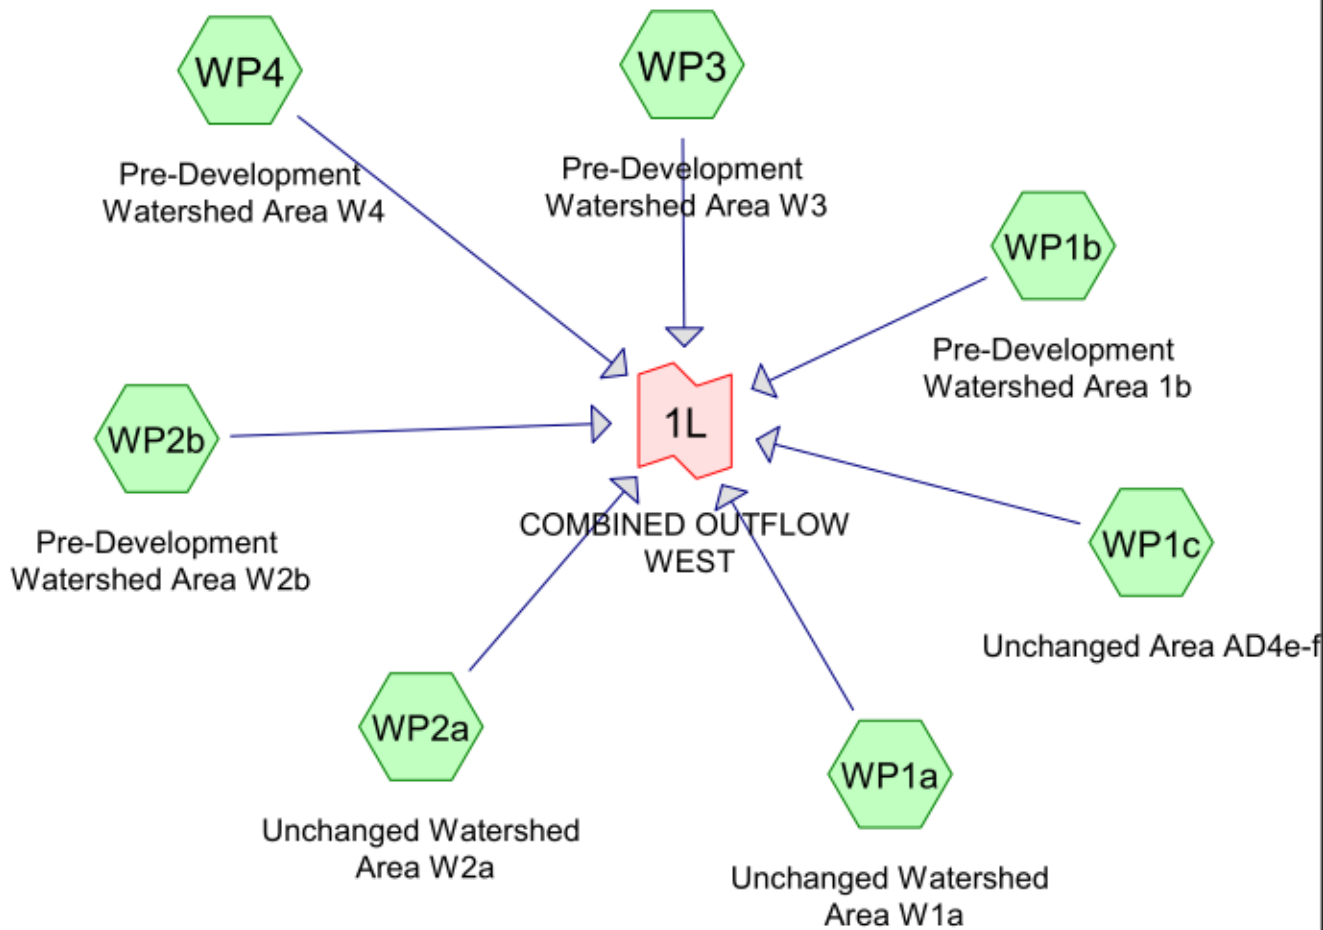 WP4
Pre-Development
Watershed Area W4
WP3
Pre-Development
Watershed Area W3
WP1b
Pre-Development
Watershed Area 1b
1L
COMBINED OUTFLOW
WEST
WP2b
Pre-Development
Watershed Area W2b
WP1c
Unchanged Area AD4e-f
WP2a
Unchanged Watershed
Area W2a
WP1a
Unchanged Watershed
Area W1a